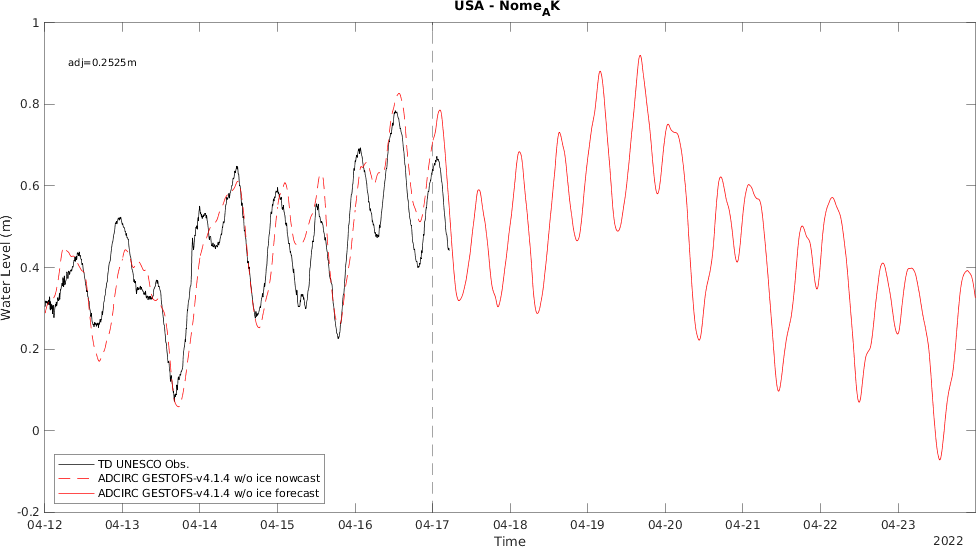 USA - Nome_AK
adj=0.2525m
Water Level (m)
1
0.8
0.6
0.4
0.2
0
-0.2
TD UNESCO Obs.
ADCIRC GESTOFS-v4.1.4 w/o ice nowcast
ADCIRC GESTOFS-v4.1.4 w/o ice forecast
04-12 04-13 04-14 04-15 04-16 04-17 04-18 04-19 04-20 04-21 04-22 04-23
Time
2022